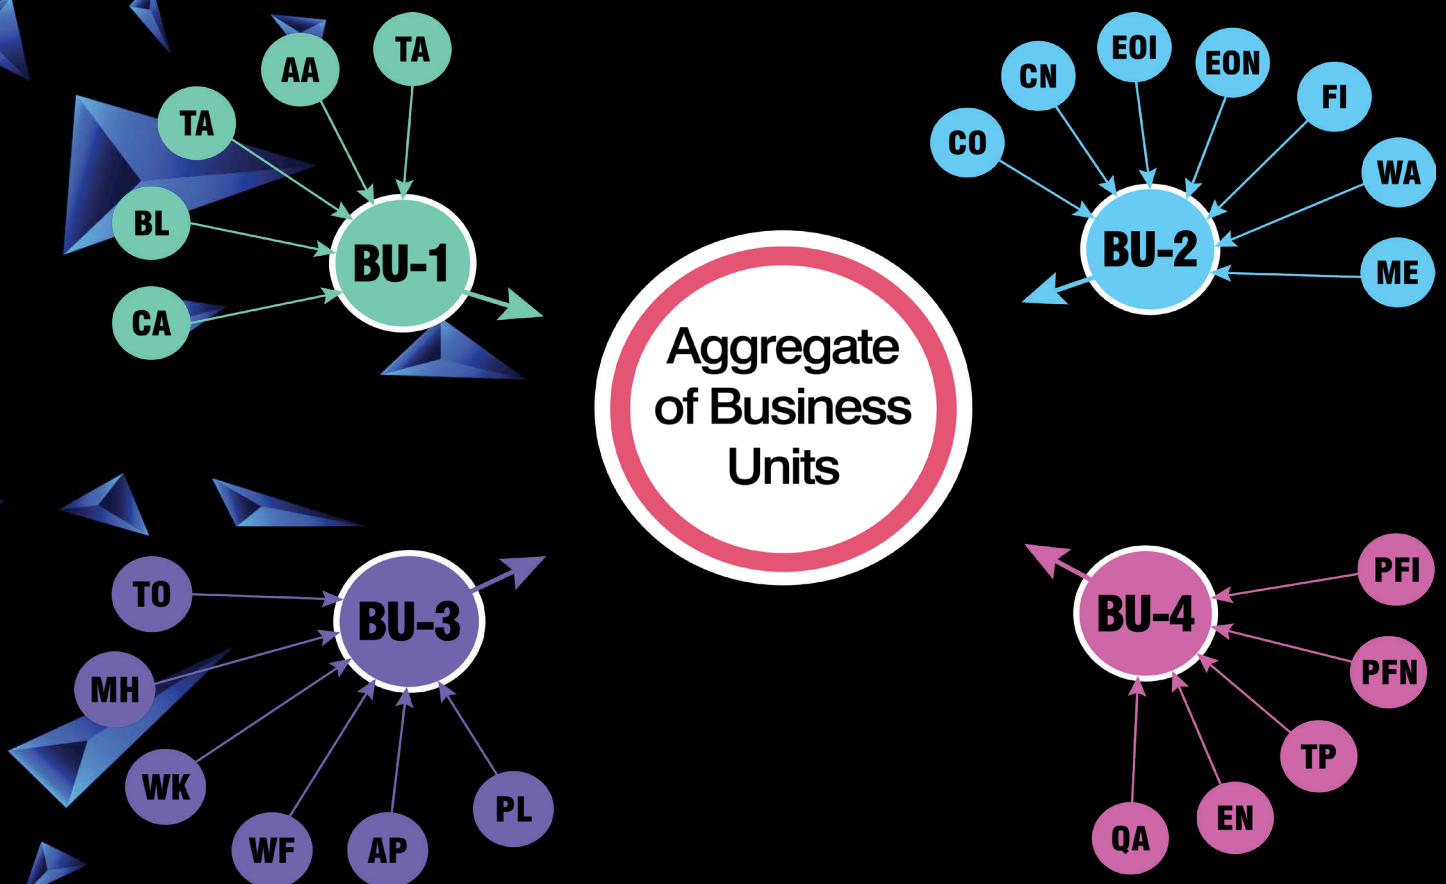 TA
AA
TA
BL
CA
BU-1
EOI
EON
CN
FI
CO
WA
ME
BU-2
Aggregate
of Business
Units
TO
MH
WK
WF
AP
PL
BU-3
PFI
PFN
TP
EN
QA
BU-4